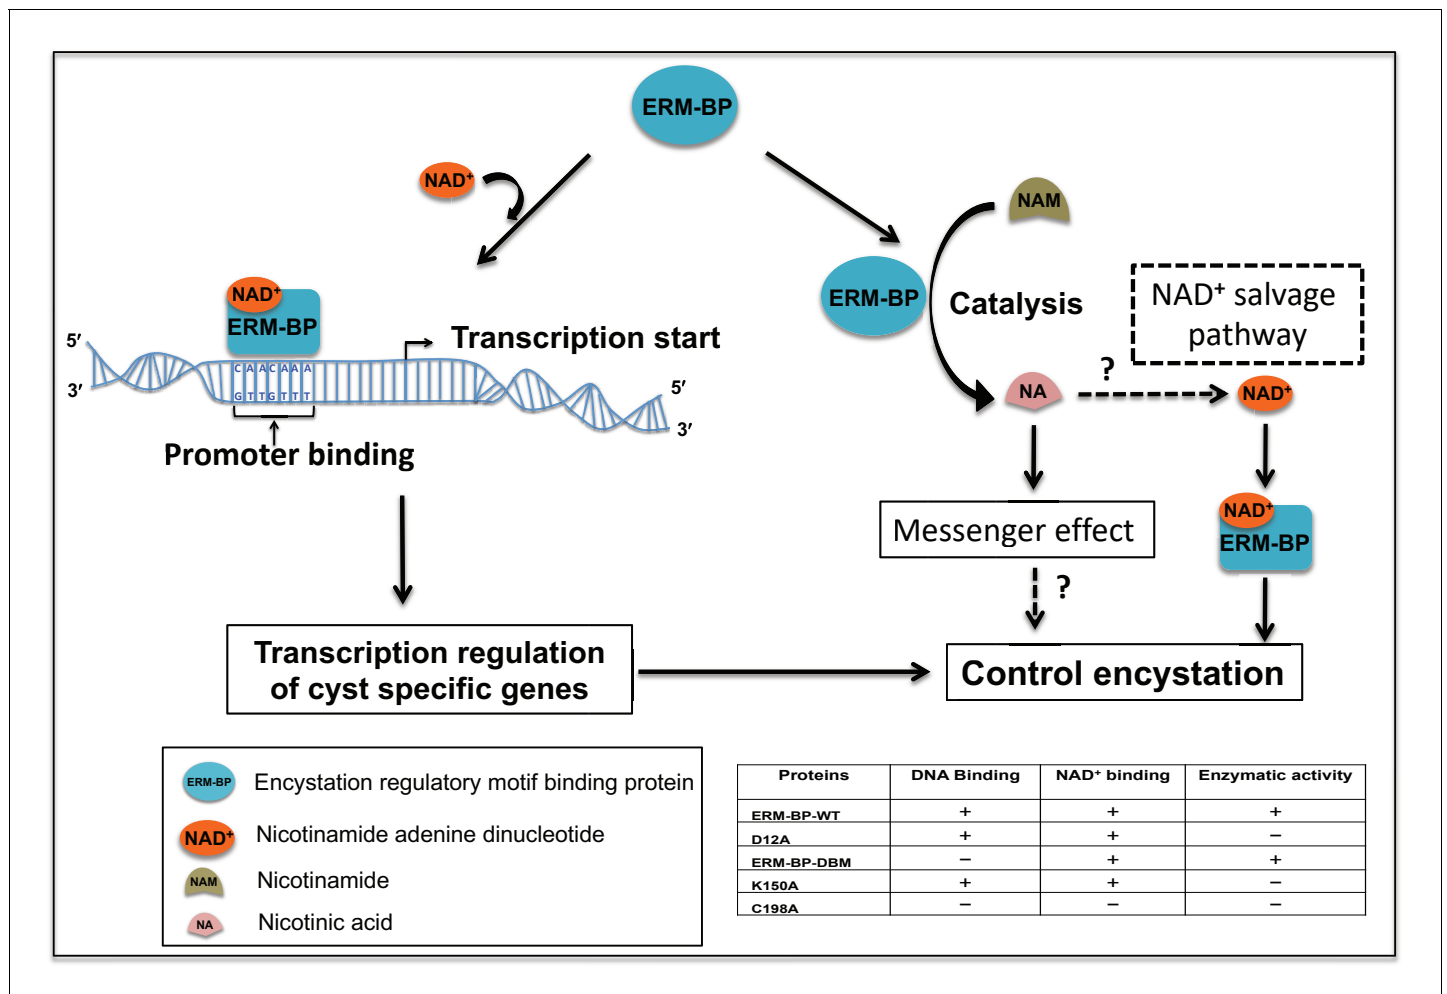 ERM-BP
NAD⁺
NAM
NAD⁺
ERM-BP
ERM-BP
Catalysis
NAD⁺ salvage
pathway
5′
3′
Transcription start
C A A C A A A
G T T G T T T
5′
3′
Promoter binding
NA
?
NAD⁺
Messenger effect
NAD⁺
ERM-BP
?
Transcription regulation
of cyst specific genes
Control encystation
ERM-BP Encystation regulatory motif binding protein
NAD⁺ Nicotinamide adenine dinucleotide
NAM Nicotinamide
NA Nicotinic acid
Proteins DNA Binding NAD⁺ binding Enzymatic activity
ERM-BP-WT + + +
D12A + + −
ERM-BP-DBM − + +
K150A + + −
C198A − − −